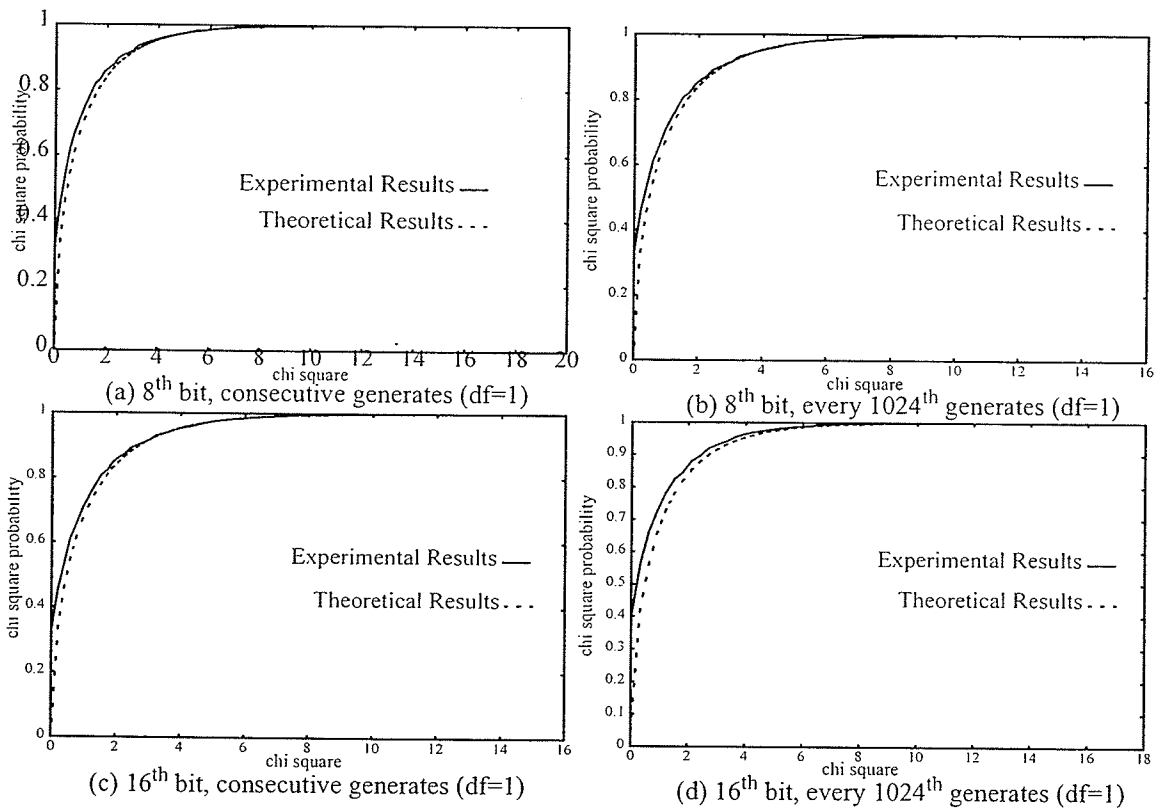 1
0.8
0.6
0.4
0.2
0
chi square probability
Experimental Results
Theoretical Results
0 2 4 6 8 10 12 14 16 18 20
chi square
(a) 8th bit, consecutive generates (df=1)
1
0.8
0.6
0.4
0.2
0
chi square probability
Experimental Results
Theoretical Results
0 2 4 6 8 10 12 14 16
chi square
(b) 8th bit, every 1024th generates (df=1)
1
0.8
0.6
0.4
0.2
0
chi square probability
Experimental Results
Theoretical Results
0 2 4 6 8 10 12 14 16
chi square
(c) 16th bit, consecutive generates (df=1)
1
0.9
0.8
0.7
0.6
0.5
0.4
0.3
0.2
0.1
0
chi square probability
Experimental Results
Theoretical Results
0 2 4 6 8 10 12 14 16 18
chi square
(d) 16th bit, every 1024th generates (df=1)